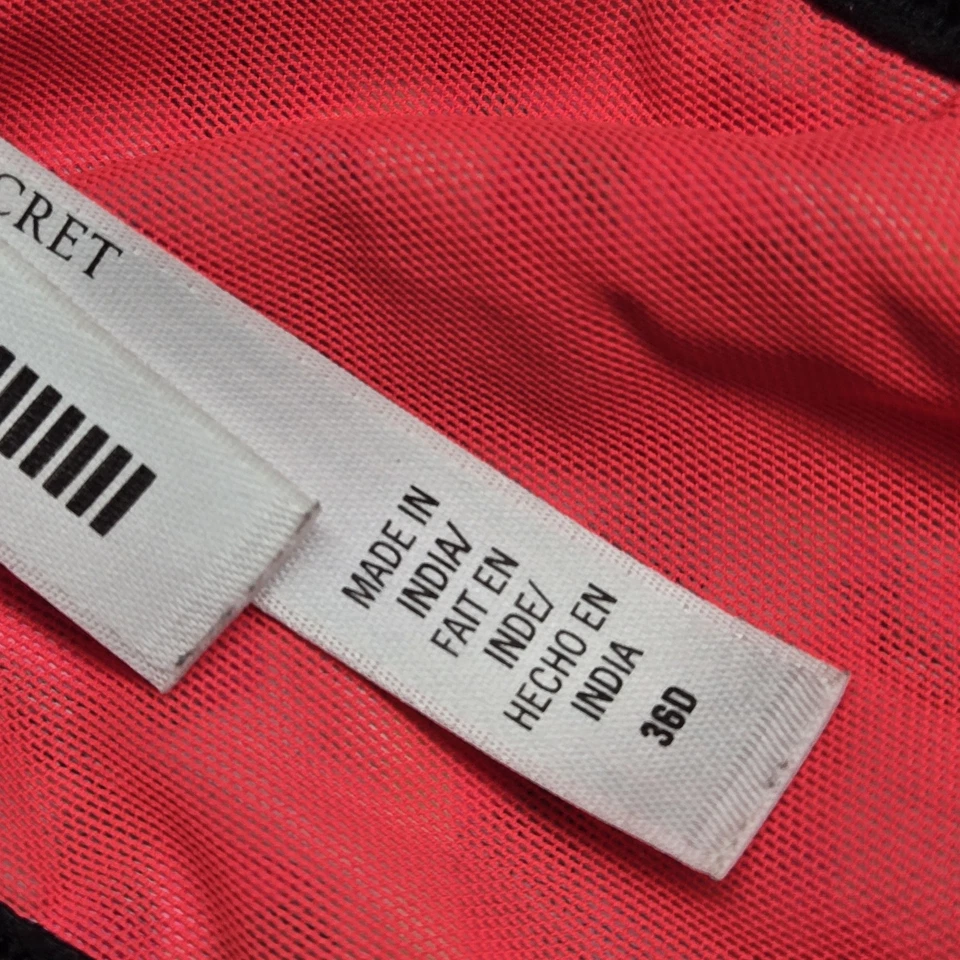 CRET
MADE IN
INDIA/
FAIT EN
INDE/
HECHO EN
INDIA
36D